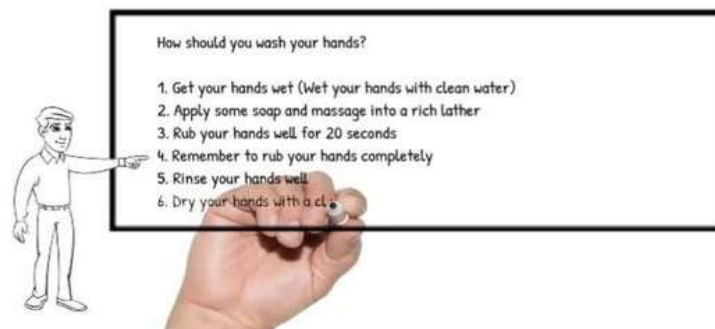 How should you wash your hands?
1. Get your hands wet (Wet your hands with clean water)
2. Apply some soap and massage into a rich lather
3. Rub your hands well for 20 seconds
4. Remember to rub your hands completely
5. Rinse your hands well
6. Dry your hands with a cl